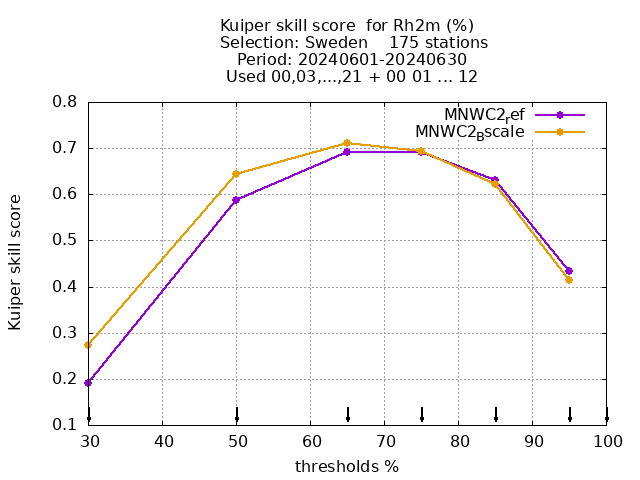 Kuiper skill score  for Rh2m (%)
Selection: Sweden    175 stations
Period: 20240601-20240630
Used 00,03,...,21 + 00 01 ... 12
MNWC2ref
MNWC2Bscale
0.8
0.7
0.6
0.5
0.4
0.3
0.2
0.1
Kuiper skill score
30 40 50 60 70 80 90 100
thresholds %